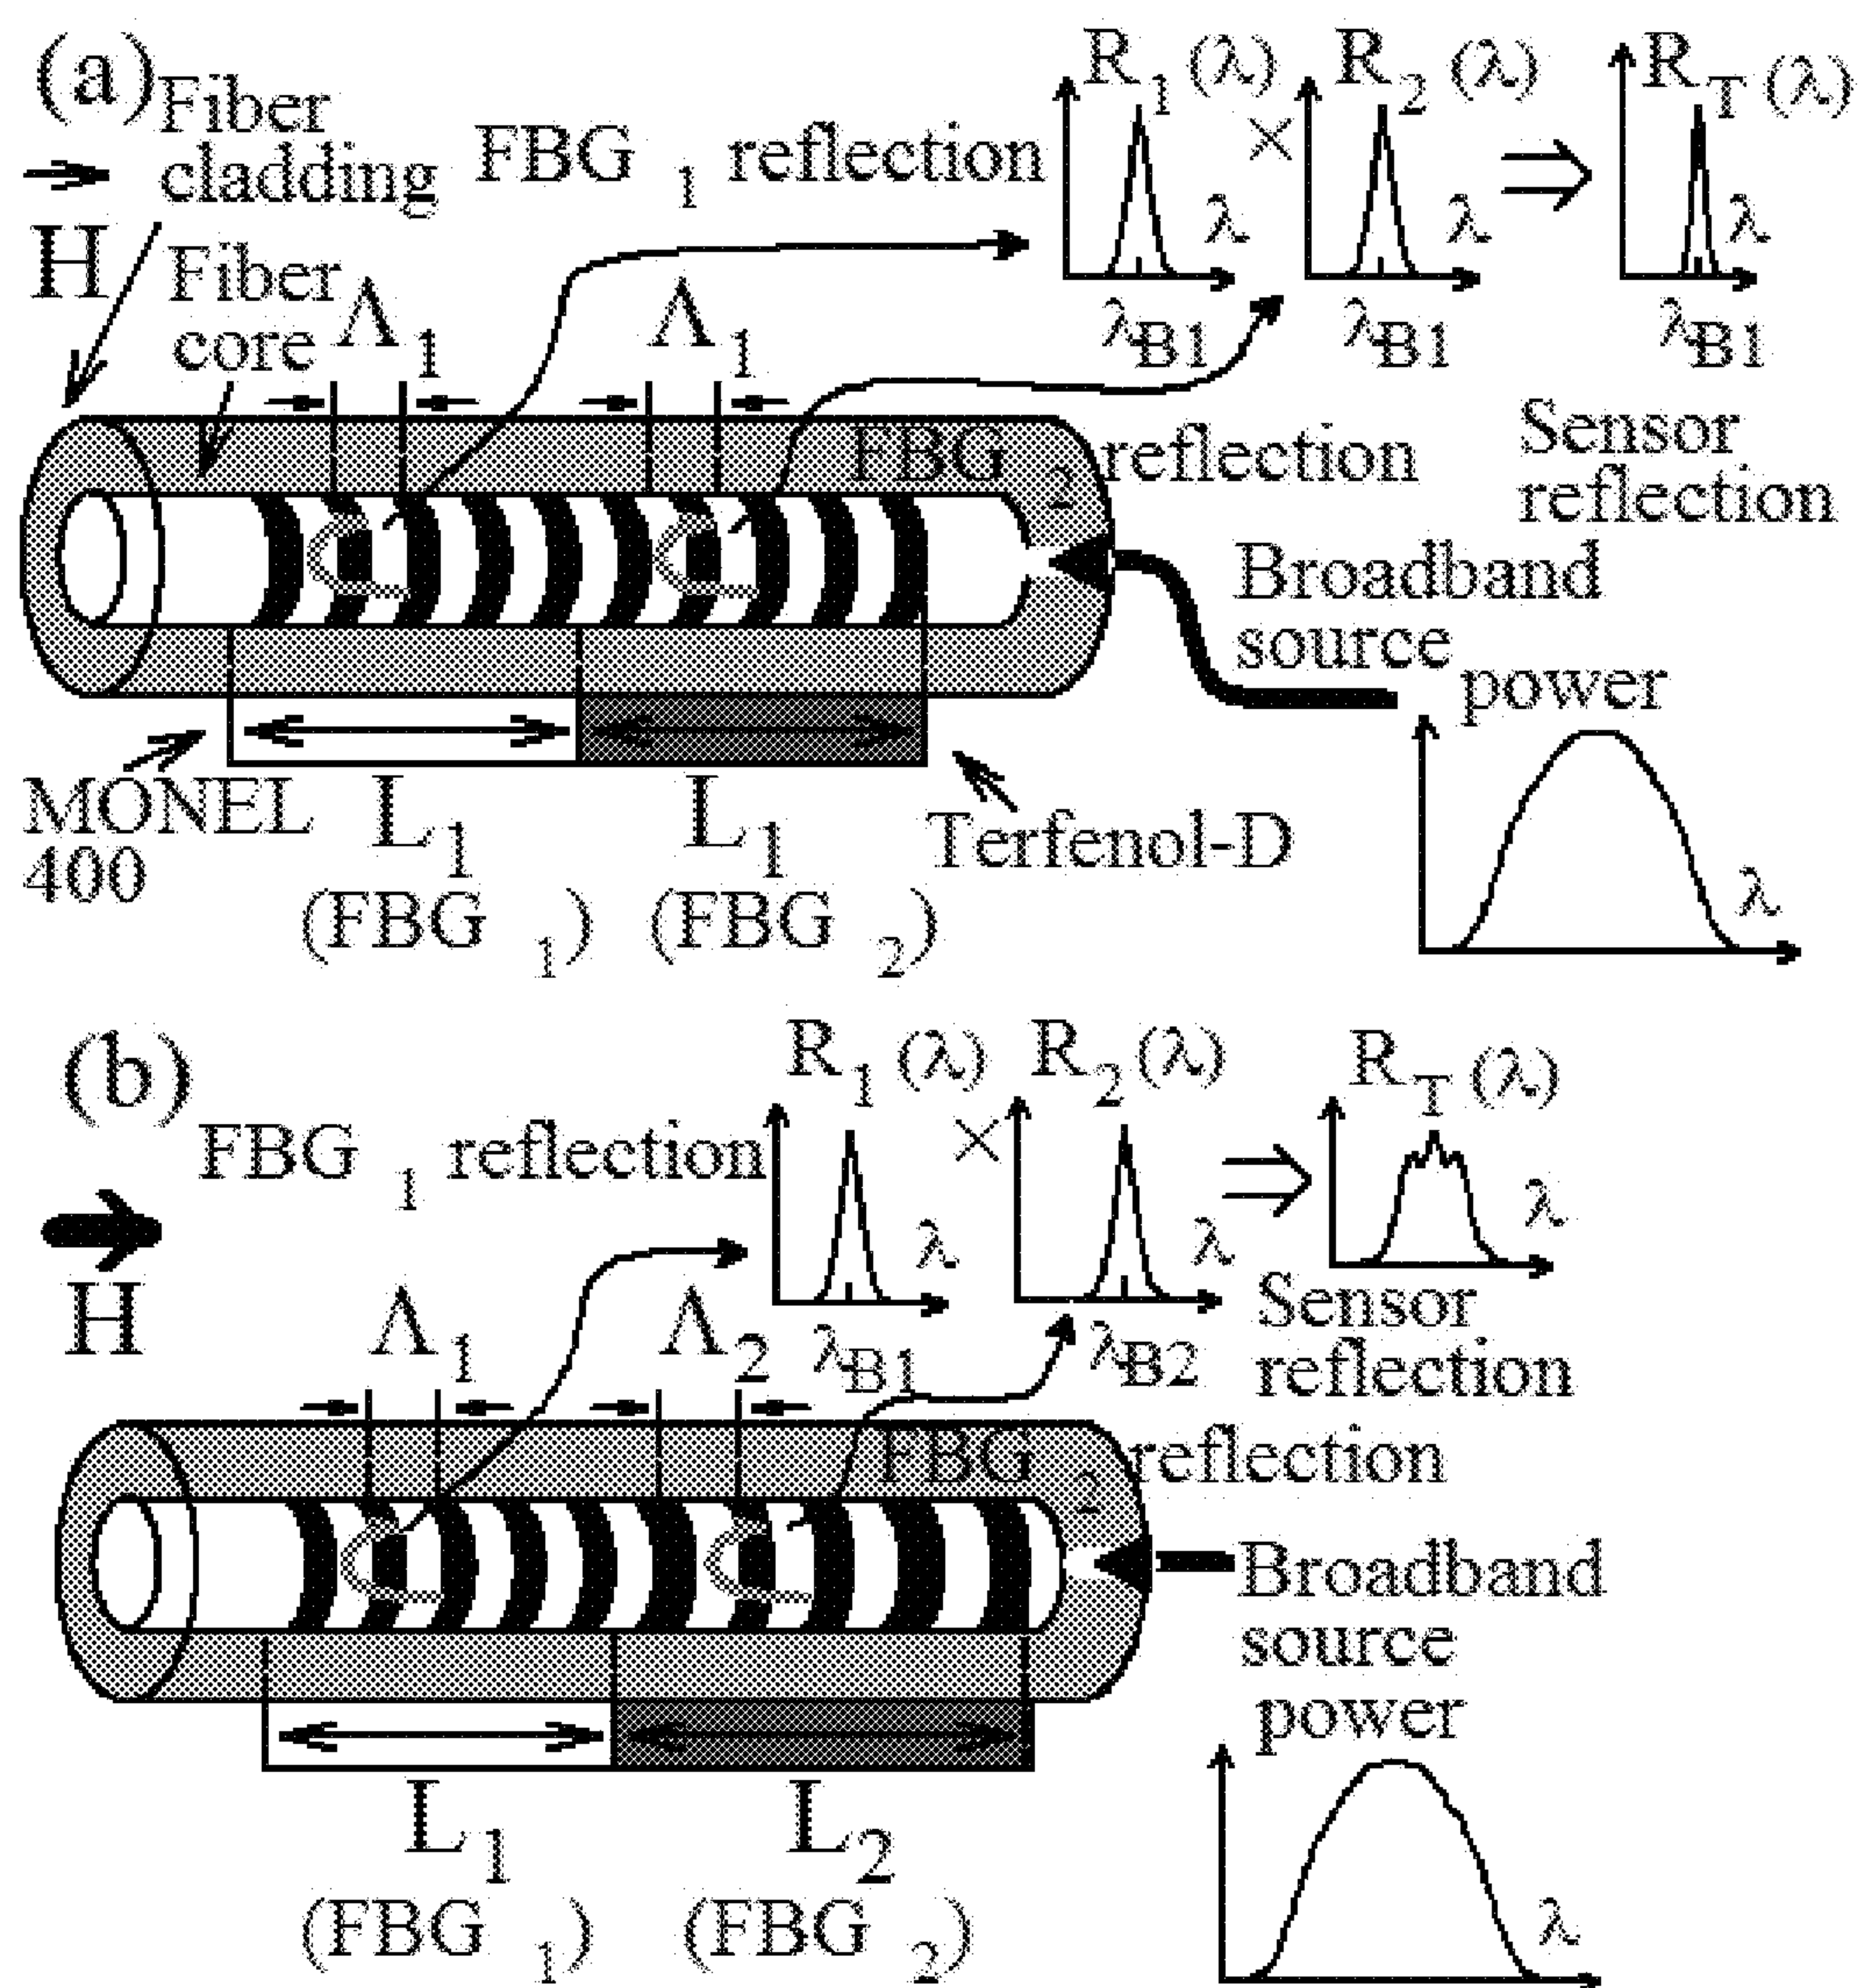 (a)
Fiber
cladding
H
Fiber
core
FBG 1 reflection
R1 (λ) × R2 (λ) ⇒ RT (λ)
λ λ λ
λB1 λB1 λB1
Λ1 Λ1
FBG 2 reflection
Sensor
reflection
Broadband
source
power
λ
MONEL
400
L1 L1
(FBG 1) (FBG 2)
Terfenol-D
(b)
H
FBG 1 reflection
R1 (λ) × R2 (λ) ⇒ RT (λ)
λ λ λ
λB1 λB2
Sensor
reflection
Λ1 Λ2
FBG 2 reflection
Broadband
source
power
λ
L1 L2
(FBG 1) (FBG 2)